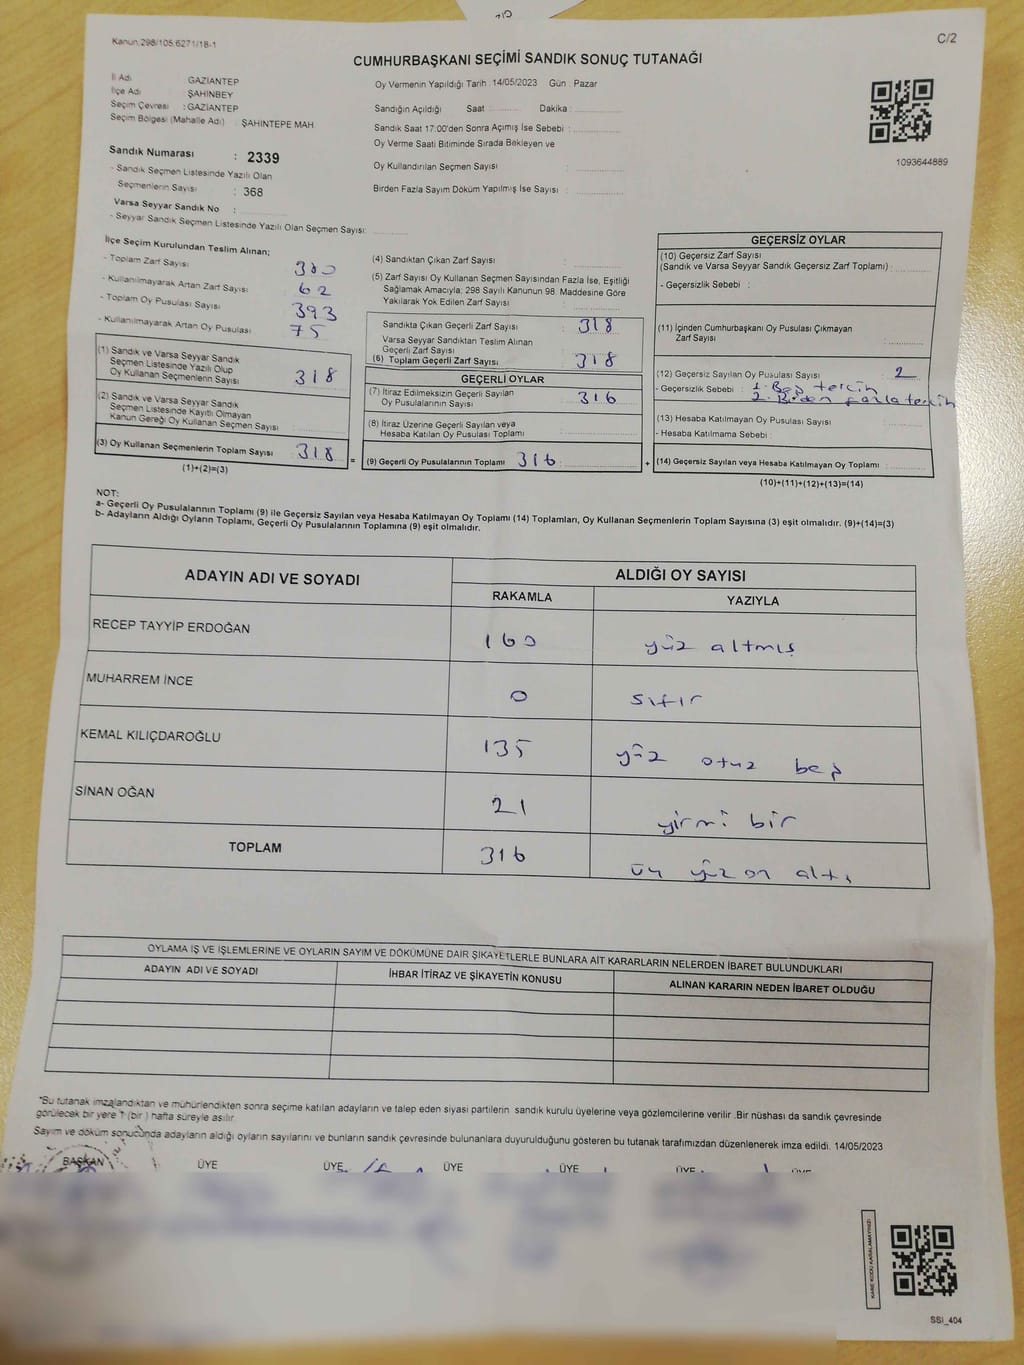 C/2
Kanun:298/105,6271/18-1
CUMHURBAŞKANI SEÇİMİ SANDIK SONUÇ TUTANAĞI
İl Adı GAZİANTEP
İlçe Adı : ŞAHİNBEY
Seçim Çevresi : GAZİANTEP
Seçim Bölgesi (Mahalle Adı) : ŞAHİNTEPE MAH
Sandık Numarası : 2339
- Sandık Seçmen Listesinde Yazılı Olan
Seçmenlerin Sayısı : 368
Varsa Seyyar Sandık No :
- Seyyar Sandık Seçmen Listesinde Yazılı Olan Seçmen Sayısı:
Oy Vermenin Yapıldığı Tarih : 14/05/2023 Gün : Pazar
Sandığın Açıldığı Saat : Dakika :
Sandık Saat 17:00'den Sonra Açımış İse Sebebi :
Oy Verme Saati Bitiminde Sırada Bekleyen ve
Oy Kullandırılan Seçmen Sayısı :
Birden Fazla Sayım Döküm Yapılmış İse Sayısı :
1093644889
İlçe Seçim Kurulundan Teslim Alınan;
- Toplam Zarf Sayısı 380
- Kullanılmayarak Artan Zarf Sayısı 62
- Toplam Oy Pusulası Sayısı 393
- Kullanılmayarak Artan Oy Pusulası 75
(1) Sandık ve Varsa Seyyar Sandık
Seçmen Listesinde Yazılı Olup
Oy Kullanan Seçmenlerin Sayısı 318
(2) Sandık ve Varsa Seyyar Sandık
Seçmen Listesinde Kayıtlı Olmayan
Kanun Gereği Oy Kullanan Seçmen Sayısı :
(3) Oy Kullanan Seçmenlerin Toplam Sayısı 318
(1)+(2)=(3)
(4) Sandıktan Çıkan Zarf Sayısı :
(5) Zarf Sayısı Oy Kullanan Seçmen Sayısından Fazla İse, Eşitliği
Sağlamak Amacıyla, 298 Sayılı Kanunun 98. Maddesine Göre
Yakılarak Yok Edilen Zarf Sayısı :
Sandıkta Çıkan Geçerli Zarf Sayısı : 318
Varsa Seyyar Sandıktan Teslim Alınan
Geçerli Zarf Sayısı :
(6) Toplam Geçerli Zarf Sayısı : 318
GEÇERLİ OYLAR
(7) İtiraz Edilmeksizin Geçerli Sayılan
Oy Pusulalarının Sayısı : 316
(8) İtiraz Üzerine Geçerli Sayılan veya
Hesaba Katılan Oy Pusulası Toplamı :
= (9) Geçerli Oy Pusulalarının Toplamı 316
GEÇERSİZ OYLAR
(10) Geçersiz Zarf Sayısı
(Sandık ve Varsa Seyyar Sandık Geçersiz Zarf Toplamı) :
- Geçersizlik Sebebi :
(11) İçinden Cumhurbaşkanı Oy Pusulası Çıkmayan
Zarf Sayısı :
(12) Geçersiz Sayılan Oy Pusulası Sayısı : 2
- Geçersizlik Sebebi : 1. Boş tercih
2. Birden fazla tercih
(13) Hesaba Katılmayan Oy Pusulası Sayısı :
- Hesaba Katılmama Sebebi :
+ (14) Geçersiz Sayılan veya Hesaba Katılmayan Oy Toplamı :
(10)+(11)+(12)+(13)=(14)
NOT:
a- Geçerli Oy Pusulalarının Toplamı (9) ile Geçersiz Sayılan veya Hesaba Katılmayan Oy Toplamı (14) Toplamları, Oy Kullanan Seçmenlerin Toplam Sayısına (3) eşit olmalıdır. (9)+(14)=(3)
b- Adayların Aldığı Oyların Toplamı, Geçerli Oy Pusulalarının Toplamına (9) eşit olmalıdır.
ADAYIN ADI VE SOYADI ALDIĞI OY SAYISI
RAKAMLA YAZIYLA
RECEP TAYYİP ERDOĞAN 160 yüz altmış
MUHARREM İNCE 0 sıfır
KEMAL KILIÇDAROĞLU 135 yüz otuz beş
SİNAN OĞAN 21 yirmi bir
TOPLAM 316 üç yüz on altı
OYLAMA İŞ VE İŞLEMLERİNE VE OYLARIN SAYIM VE DÖKÜMÜNE DAİR ŞİKAYETLERLE BUNLARA AİT KARARLARIN NELERDEN İBARET BULUNDUKLARI
ADAYIN ADI VE SOYADI İHBAR İTİRAZ VE ŞİKAYETİN KONUSU ALINAN KARARIN NEDEN İBARET OLDUĞU
*Bu tutanak imzalandıktan ve mühürlendikten sonra seçime katılan adayların ve talep eden siyasi partilerin sandık kurulu üyelerine veya gözlemcilerine verilir .Bir nüshası da sandık çevresinde
görülecek bir yere 1 (bir ) hafta süreyle asılır
Sayım ve döküm sonucunda adayların aldığı oyların sayılarını ve bunların sandık çevresinde bulunanlara duyurulduğunu gösteren bu tutanak tarafımızdan düzenlenerek imza edildi. 14/05/2023
BAŞKAN ÜYE ÜYE ÜYE ÜYE ÜYE ÜYE
KARE KODU KARALAMAYINIZ!
SSİ_404